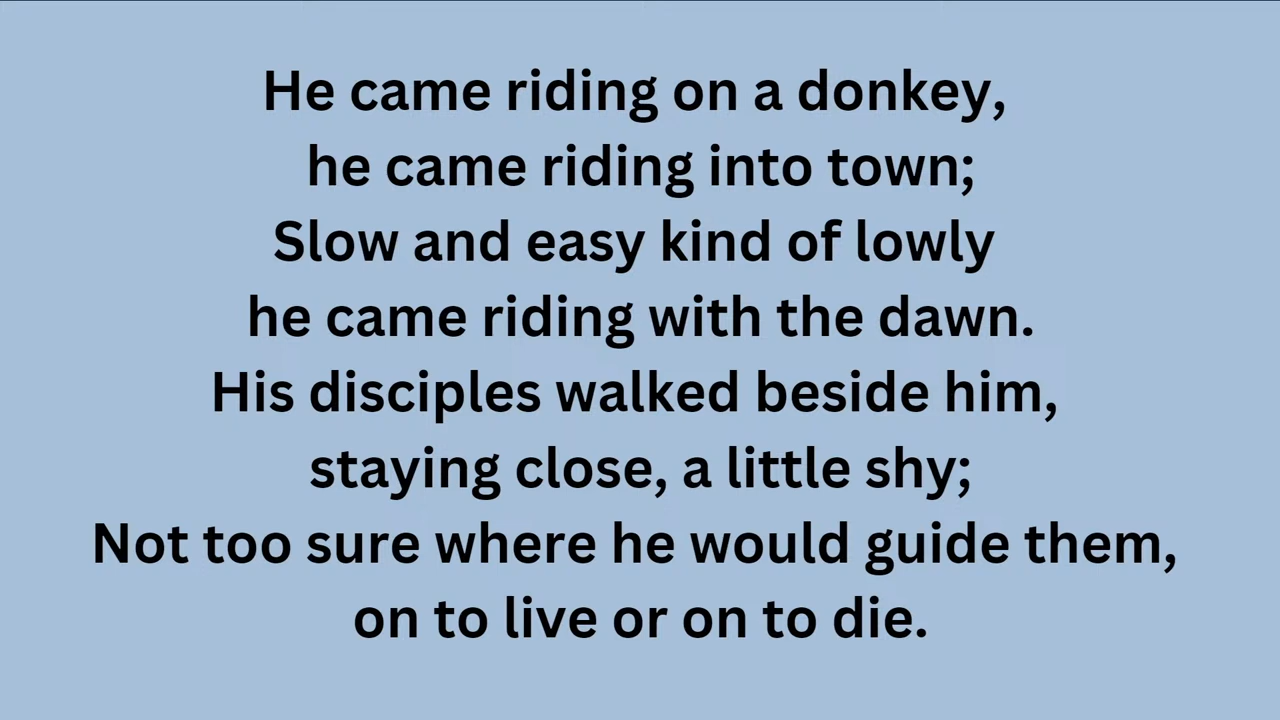 He came riding on a donkey,
he came riding into town;
Slow and easy kind of lowly
he came riding with the dawn.
His disciples walked beside him,
staying close, a little shy;
Not too sure where he would guide them,
on to live or on to die.